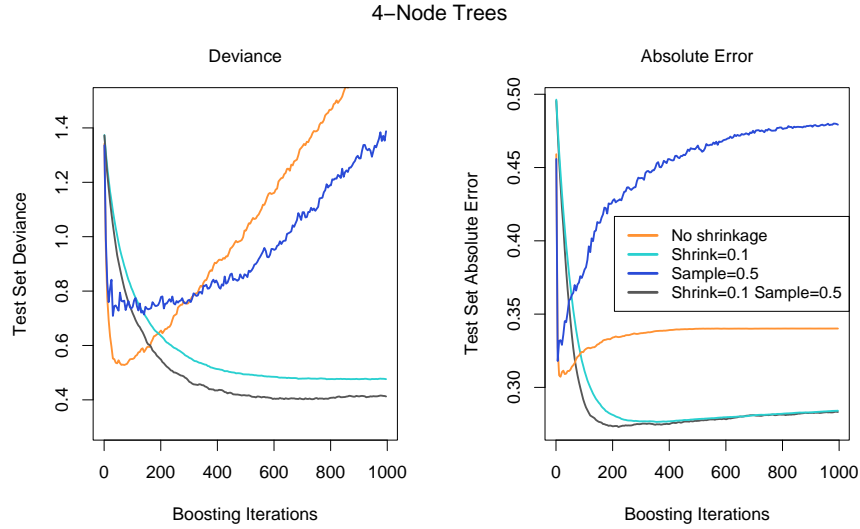 4−Node Trees
Deviance
Test Set Deviance
1.4
1.2
1.0
0.8
0.6
0.4
0 200 400 600 800 1000
Boosting Iterations
Absolute Error
Test Set Absolute Error
0.50
0.45
0.40
0.35
0.30
No shrinkage
Shrink=0.1
Sample=0.5
Shrink=0.1 Sample=0.5
0 200 400 600 800 1000
Boosting Iterations